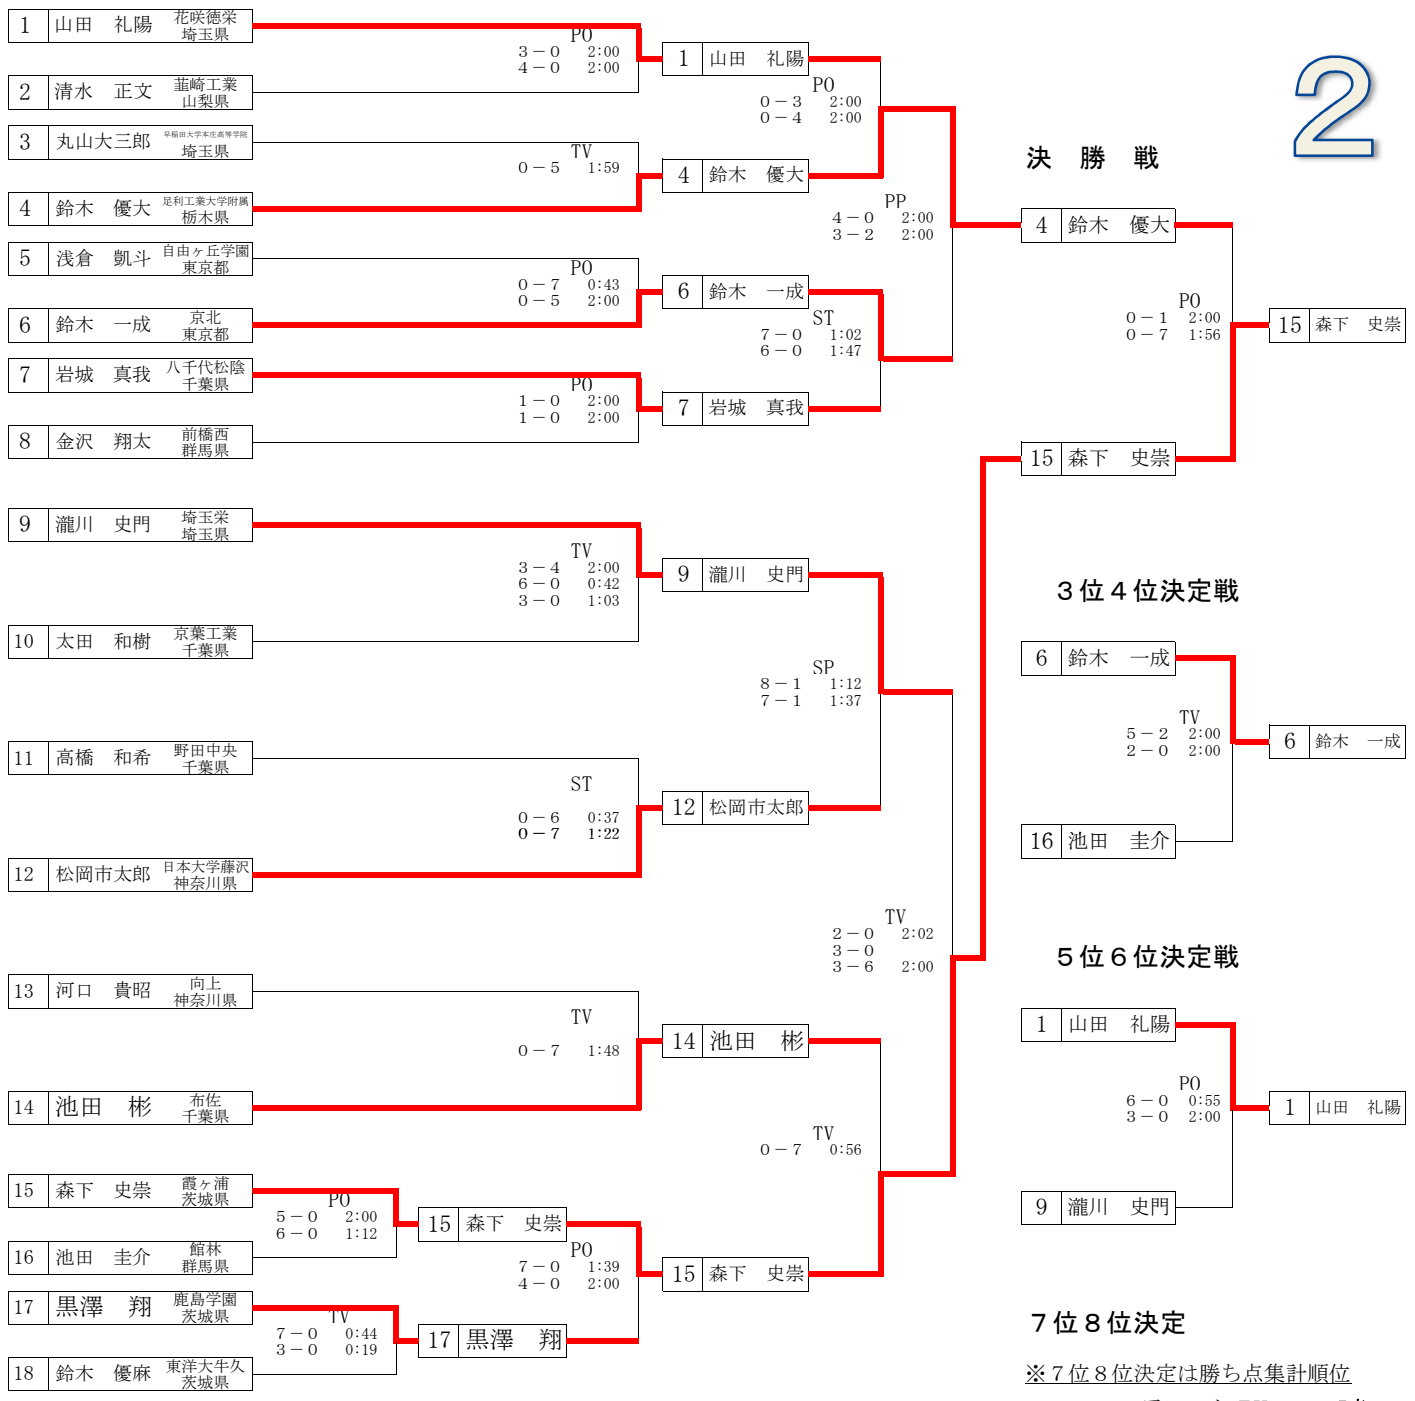 1 山田　礼陽 花咲徳栄 埼玉県
2 清水　正文 韮崎工業 山梨県
3 丸山大三郎 早稲田大学本庄高等学院 埼玉県
4 鈴木　優大 足利工業大学附属 栃木県
5 浅倉　凱斗 自由ヶ丘学園 東京都
6 鈴木　一成 京北 東京都
7 岩城　真我 八千代松陰 千葉県
8 金沢　翔太 前橋西 群馬県
9 瀧川　史門 埼玉栄 埼玉県
10 太田　和樹 京葉工業 千葉県
11 高橋　和希 野田中央 千葉県
12 松岡市太郎 日本大学藤沢 神奈川県
13 河口　貴昭 向上 神奈川県
14 池田　彬 布佐 千葉県
15 森下　史崇 霞ヶ浦 茨城県
16 池田　圭介 館林 群馬県
17 黒澤　翔 鹿島学園 茨城県
18 鈴木　優麻 東洋大牛久 茨城県
PO
5－0 2:00
6－0 1:12
TV
7－0 0:44
3－0 0:19
15 森下　史崇
17 黒澤　翔
PO
3－0 2:00
4－0 2:00
TV
0－5 1:59
PO
0－7 0:43
0－5 2:00
PO
1－0 2:00
1－0 2:00
TV
3－4 2:00
6－0 0:42
3－0 1:03
ST
0－6 0:37
0－7 1:22
TV
0－7 1:48
PO
7－0 1:39
4－0 2:00
1 山田　礼陽
4 鈴木　優大
6 鈴木　一成
7 岩城　真我
9 瀧川　史門
12 松岡市太郎
14 池田　彬
15 森下　史崇
PO
0－3 2:00
0－4 2:00
ST
7－0 1:02
6－0 1:47
SP
8－1 1:12
7－1 1:37
TV
0－7 0:56
PP
4－0 2:00
3－2 2:00
TV
2－0 2:02
3－0
3－6 2:00
2
決　勝　戦
4 鈴木　優大
PO
0－1 2:00
0－7 1:56
15 森下　史崇
15 森下　史崇
３位４位決定戦
6 鈴木　一成
TV
5－2 2:00
2－0 2:00
6 鈴木　一成
16 池田　圭介
５位６位決定戦
1 山田　礼陽
PO
6－0 0:55
3－0 2:00
1 山田　礼陽
9 瀧川　史門
７位８位決定
※７位８位決定は勝ち点集計順位